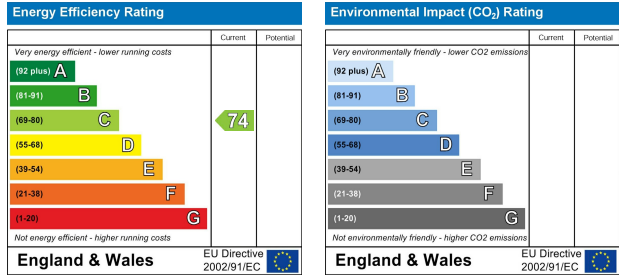 Energy Efficiency Rating
Current Potential
Very energy efficient - lower running costs
(92 plus) A
(81-91) B
(69-80) C 74
(55-68) D
(39-54) E
(21-38) F
(1-20) G
Not energy efficient - higher running costs
England & Wales
EU Directive
2002/91/EC
Environmental Impact (CO₂) Rating
Current Potential
Very environmentally friendly - lower CO2 emissions
(92 plus) A
(81-91) B
(69-80) C
(55-68) D
(39-54) E
(21-38) F
(1-20) G
Not environmentally friendly - higher CO2 emissions
England & Wales
EU Directive
2002/91/EC